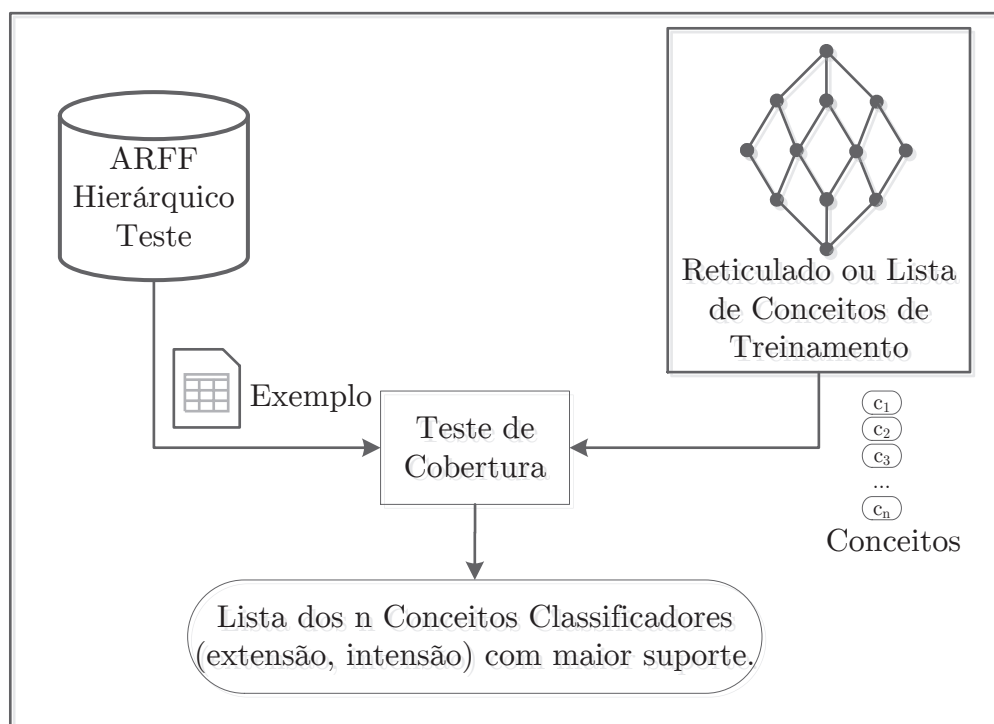 ARFF
Hierárquico
Teste
Reticulado ou Lista
de Conceitos de
Treinamento
Exemplo
Teste de
Cobertura
c1
c2
c3
...
cn
Conceitos
Lista dos n Conceitos Classificadores
(extensão, intensão) com maior suporte.